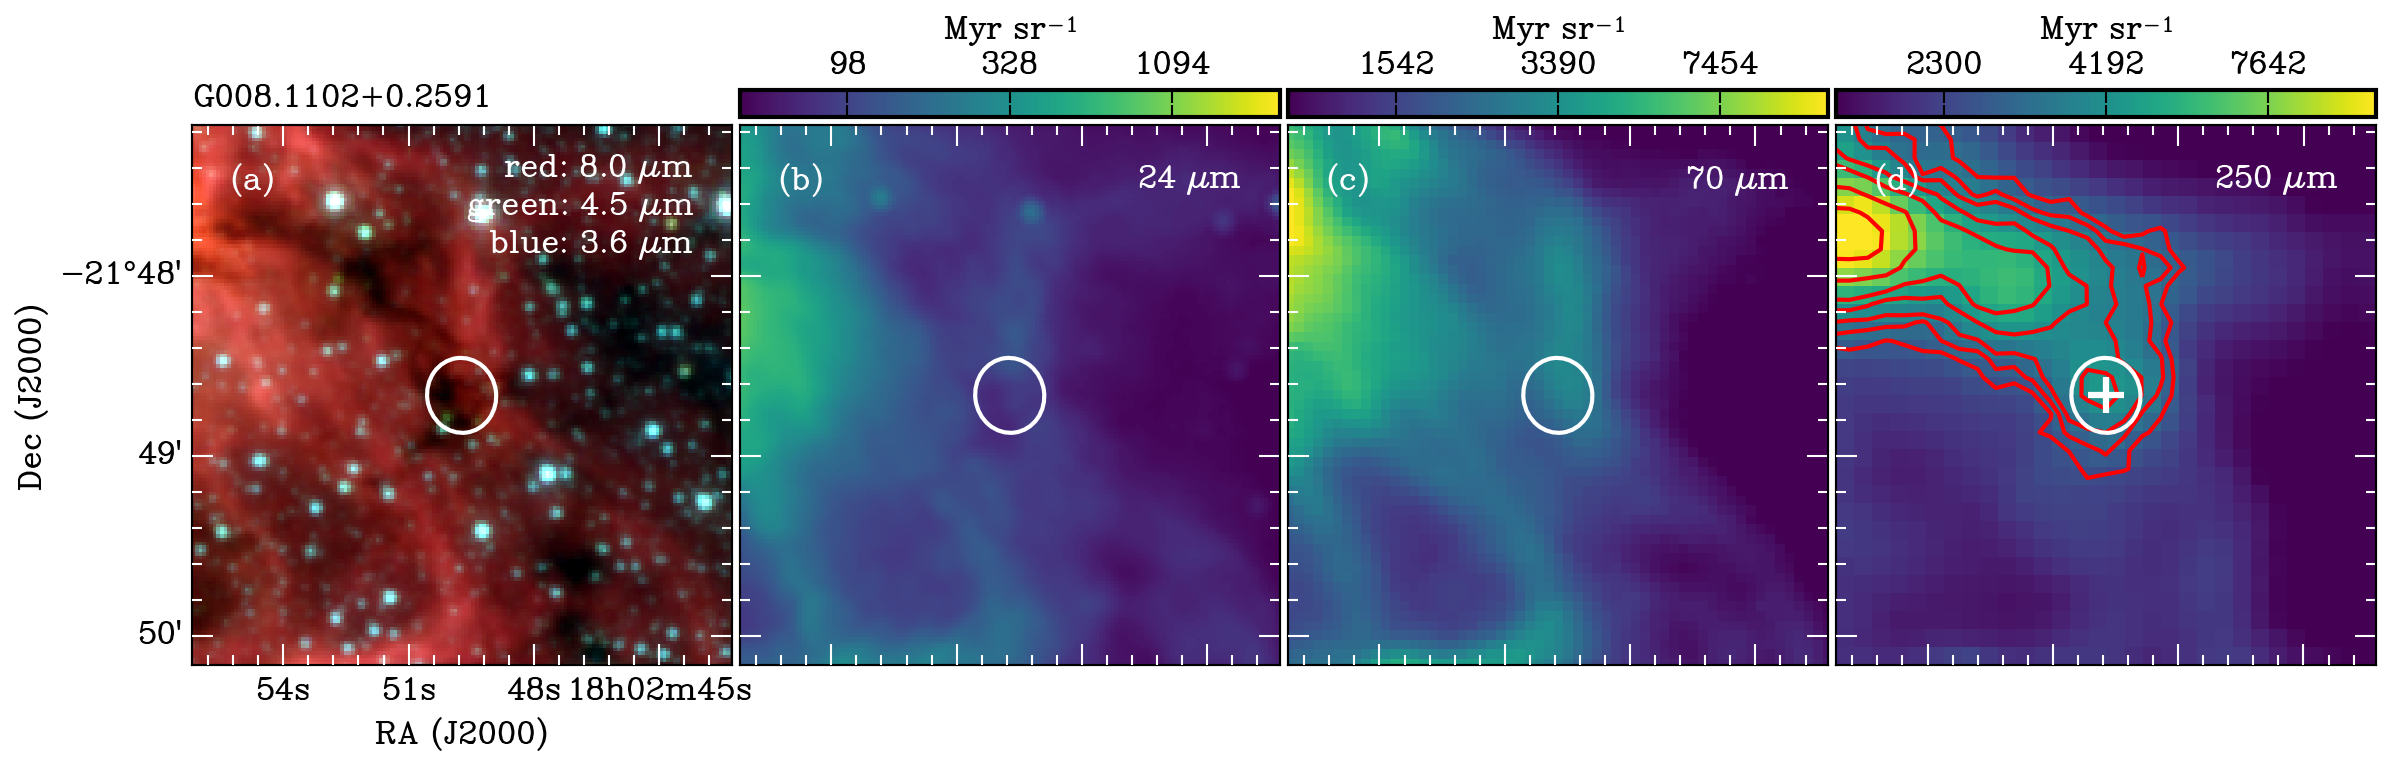 Myr sr⁻¹ Myr sr⁻¹ Myr sr⁻¹
98 328 1094 1542 3390 7454 2300 4192 7642
G008.1102+0.2591
(a) red: 8.0 μm (b) 24 μm (c) 70 μm (d) 250 μm
green: 4.5 μm
blue: 3.6 μm
−21°48'
49'
50'
Dec (J2000)
54s 51s 48s 18h02m45s
RA (J2000)